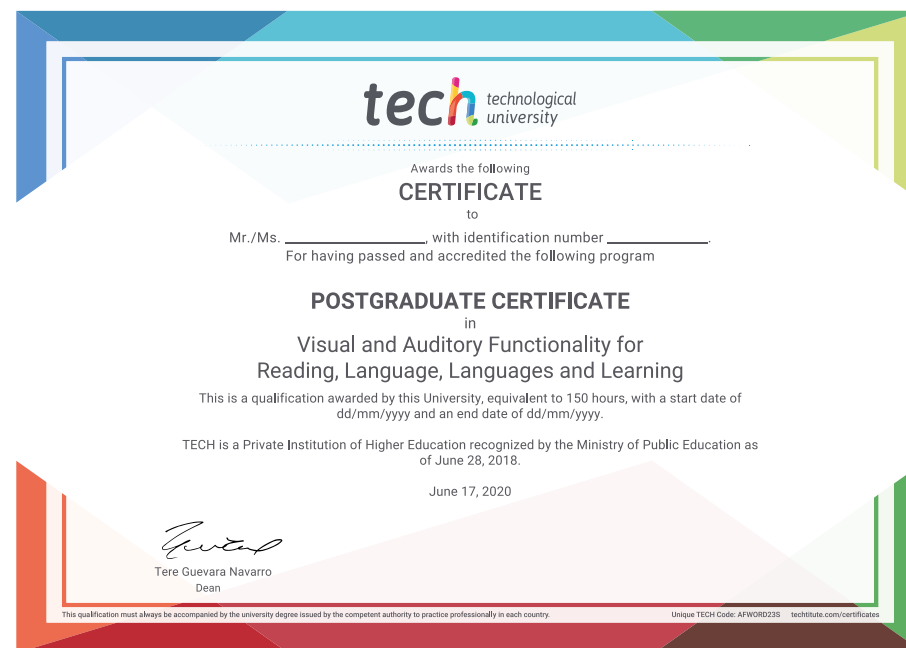 tech technological
university
Awards the following
CERTIFICATE
to
Mr./Ms. ____________________, with identification number ______________.
For having passed and accredited the following program
POSTGRADUATE CERTIFICATE
in
Visual and Auditory Functionality for
Reading, Language, Languages and Learning
This is a qualification awarded by this University, equivalent to 150 hours, with a start date of
dd/mm/yyyy and an end date of dd/mm/yyyy.
TECH is a Private Institution of Higher Education recognized by the Ministry of Public Education as
of June 28, 2018.
June 17, 2020
Tere Guevara Navarro
Dean
This qualification must always be accompanied by the university degree issued by the competent authority to practice professionally in each country.
Unique TECH Code: AFWORD23S techtitute.com/certificates